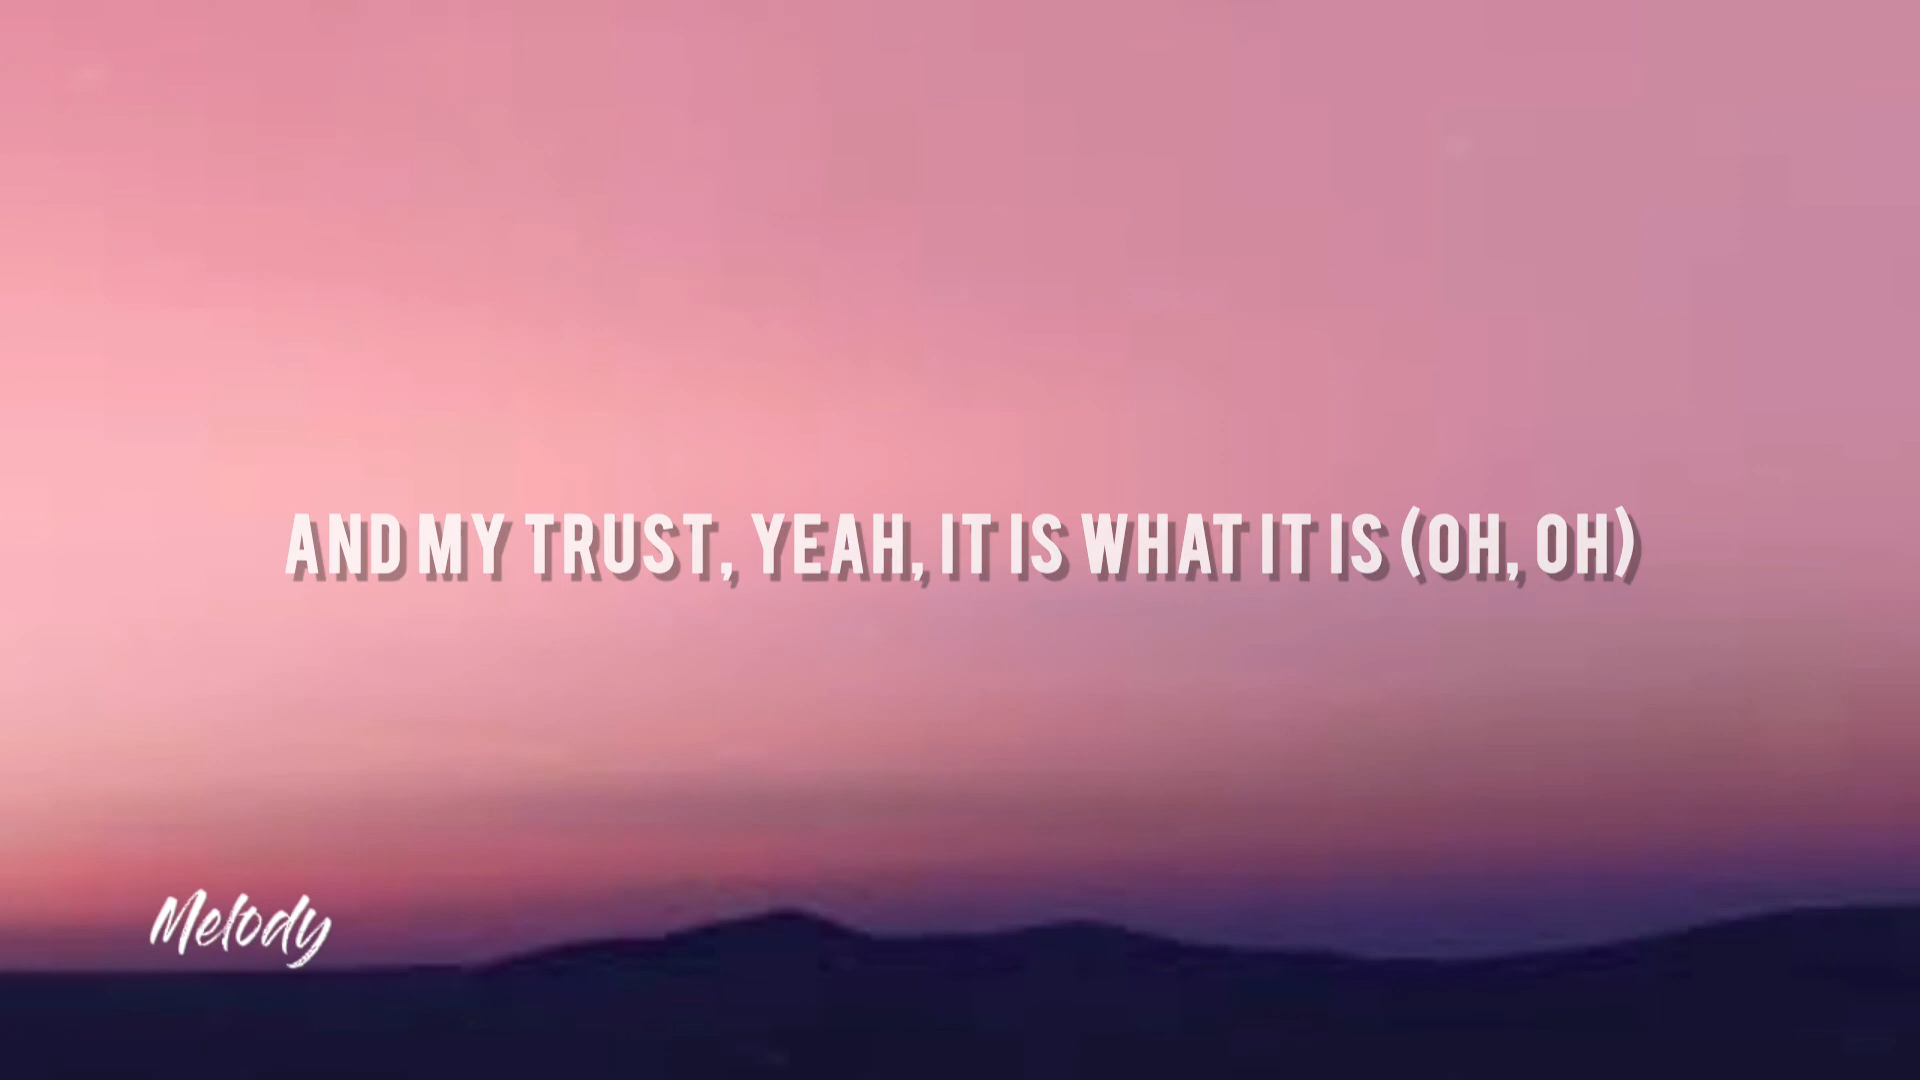 AND MY TRUST, YEAH, IT IS WHAT IT IS (OH, OH)
Melody